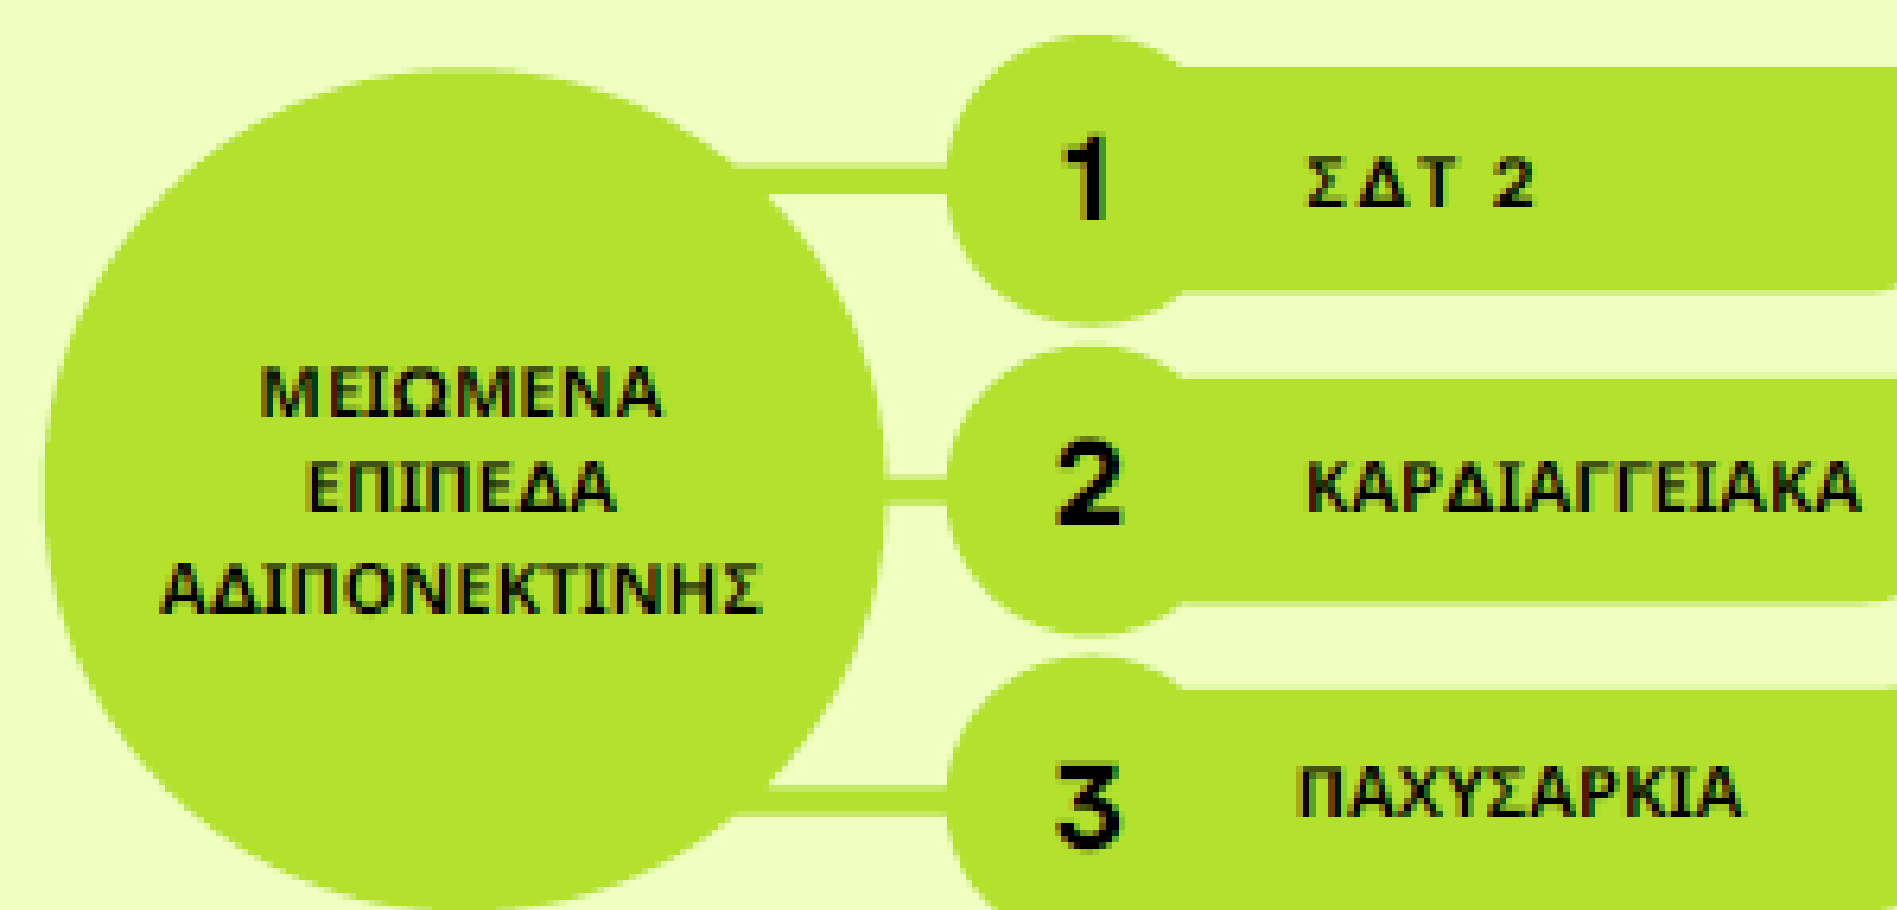 ΜΕΙΩΜΕΝΑ
ΕΠΙΠΕΔΑ
ΑΔΙΠΟΝΕΚΤΙΝΗΣ
1 ΣΔΤ 2
2 ΚΑΡΔΙΑΓΓΕΙΑΚΑ
3 ΠΑΧΥΣΑΡΚΙΑ